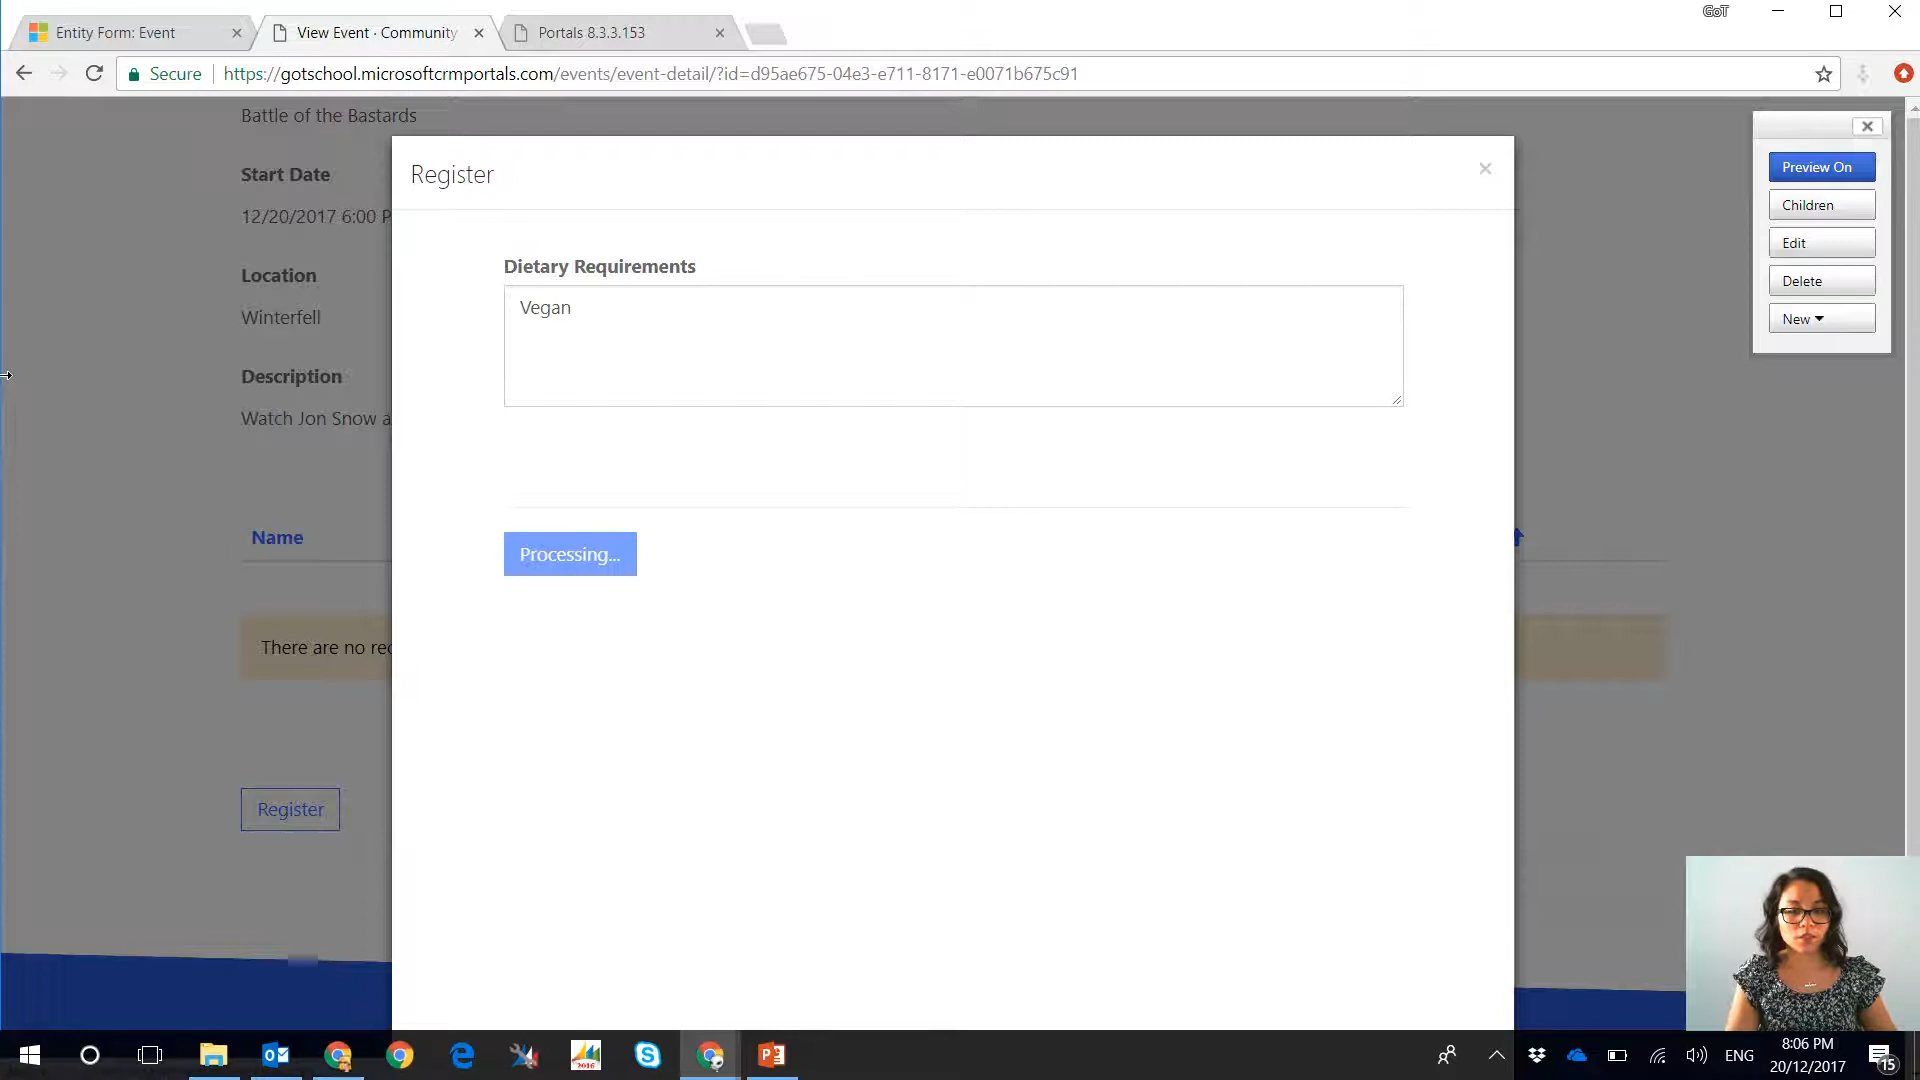 GoT
Entity Form: Event
View Event · Community
Portals 8.3.3.153
Secure
https://gotschool.microsoftcrmportals.com/events/event-detail/?id=d95ae675-04e3-e711-8171-e0071b675c91
Battle of the Bastards
Start Date
12/20/2017 6:00 P
Location
Winterfell
Description
Watch Jon Snow a
Name
There are no rec
Register
Register
Dietary Requirements
Vegan
Processing...
Preview On
Children
Edit
Delete
New
2016
ENG
8:06 PM
20/12/2017
15